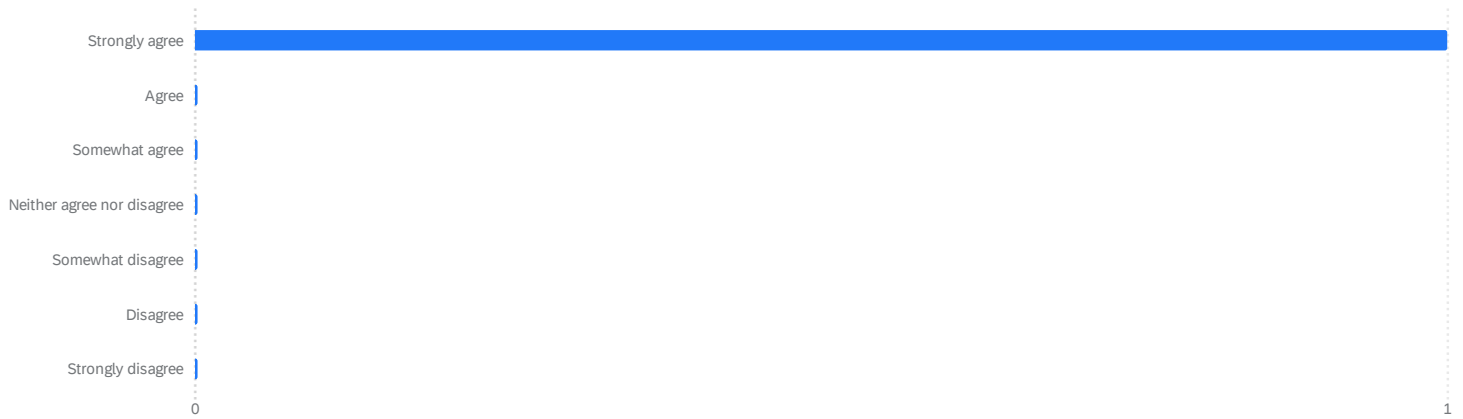 Strongly agree
Agree
Somewhat agree
Neither agree nor disagree
Somewhat disagree
Disagree
Strongly disagree
0 1